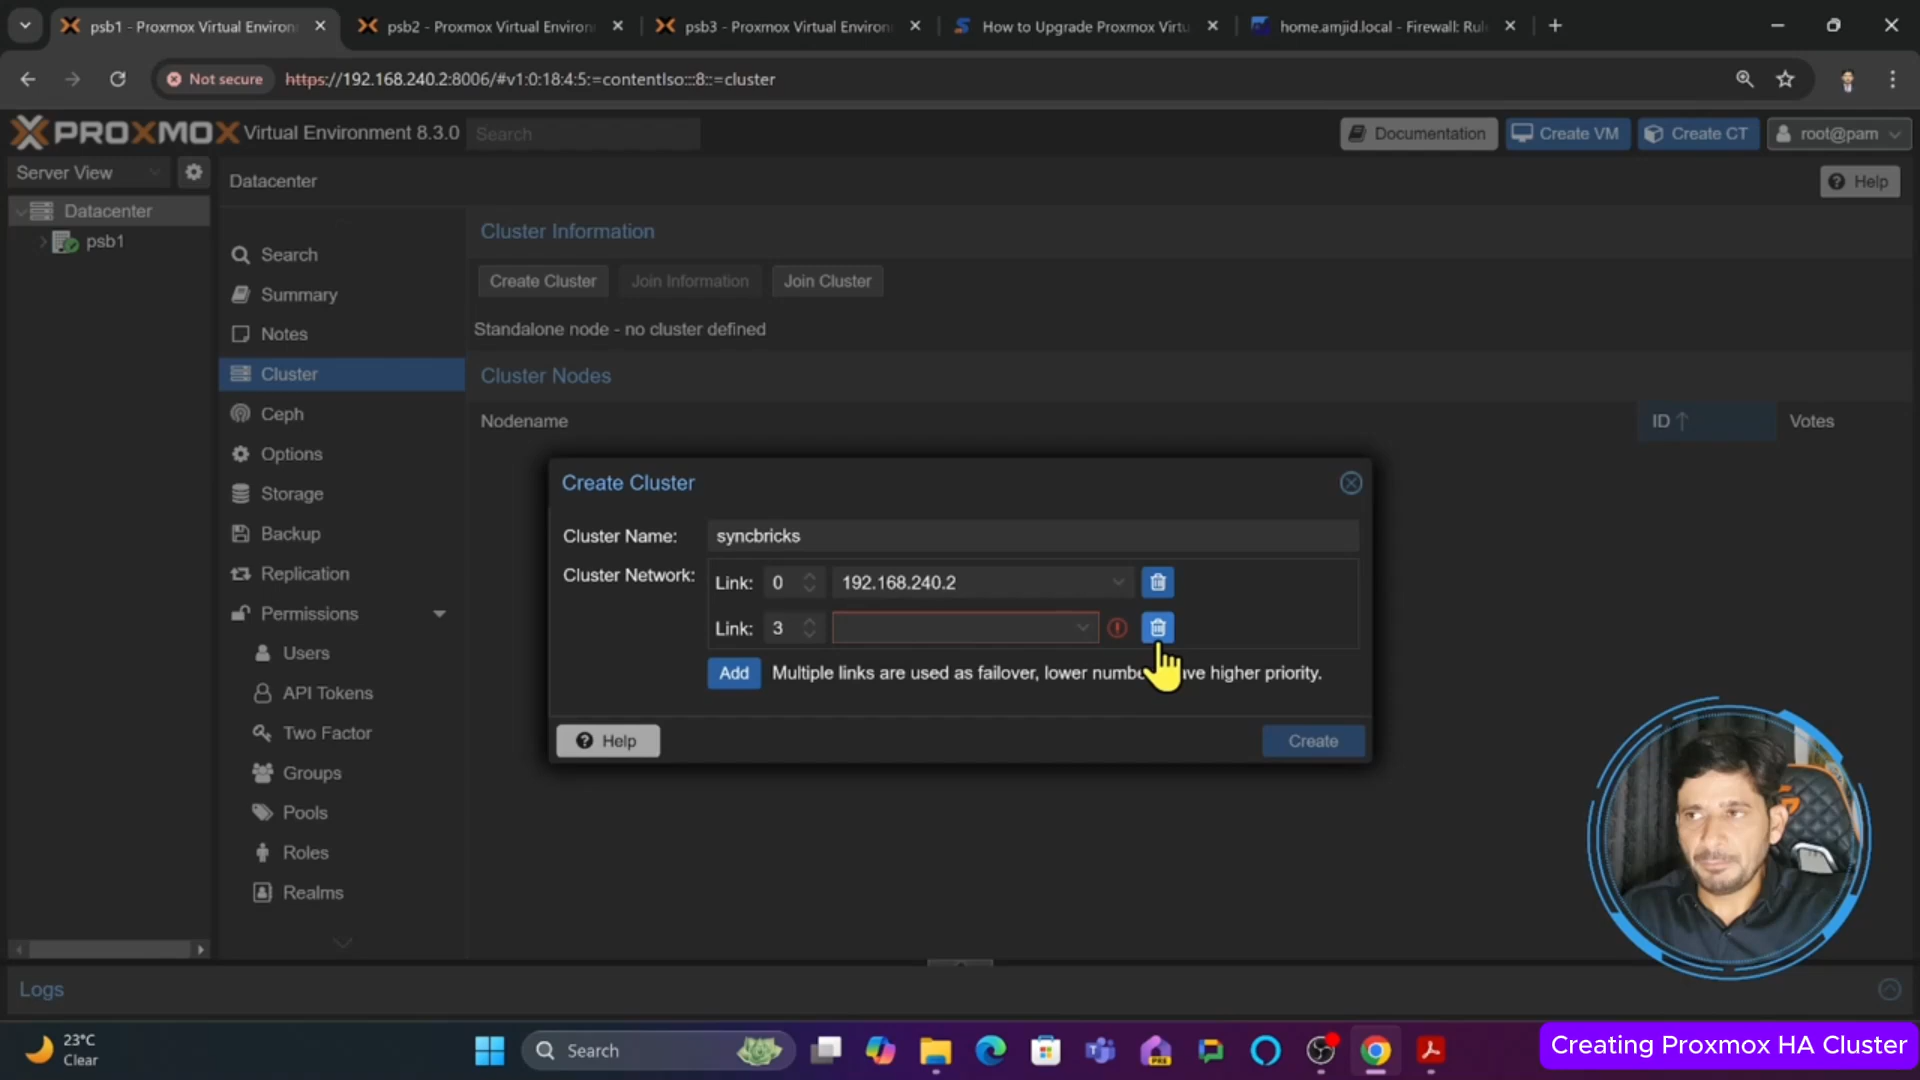 psb1 - Proxmox Virtual Environ
psb2 - Proxmox Virtual Environ
psb3 - Proxmox Virtual Environ
How to Upgrade Proxmox Virtu
home.amjid.local - Firewall: Rul
Not secure
https://192.168.240.2:8006/#v1:0:18:4:5:=contentIso:::8::=cluster
PROXMOX
Virtual Environment 8.3.0
Search
Documentation
Create VM
Create CT
root@pam
Server View
Datacenter
Help
Datacenter
psb1
Search
Summary
Notes
Cluster
Ceph
Options
Storage
Backup
Replication
Permissions
Users
API Tokens
Two Factor
Groups
Pools
Roles
Realms
Cluster Information
Create Cluster
Join Information
Join Cluster
Standalone node - no cluster defined
Cluster Nodes
Nodename
ID
Votes
Create Cluster
Cluster Name:
syncbricks
Cluster Network:
Link: 0 192.168.240.2
Link: 3
Add
Multiple links are used as failover, lower numbe ve higher priority.
Help
Create
Logs
23°C
Clear
Search
PRE
Creating Proxmox HA Cluster